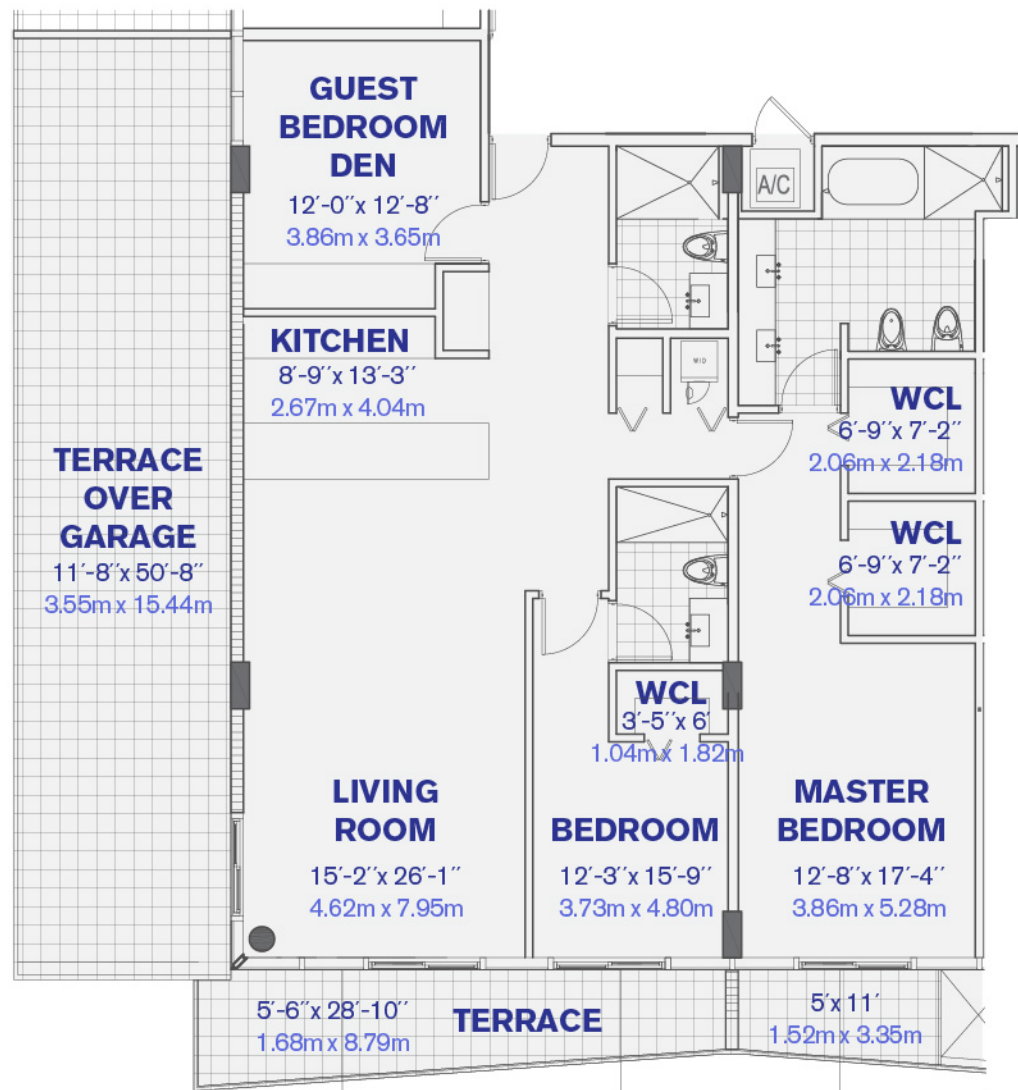 GUEST
BEDROOM
DEN
12′-0″x 12′-8″
3.86m x 3.65m
A/C
KITCHEN
8′-9″x 13′-3″
2.67m x 4.04m
W/D
WCL
6′-9″x 7′-2″
2.06m x 2.18m
TERRACE
OVER
GARAGE
11′-8″x 50′-8″
3.55m x 15.44m
WCL
6′-9″x 7′-2″
2.06m x 2.18m
WCL
3′-5″x 6′
1.04m x 1.82m
LIVING
ROOM
15′-2″x 26′-1″
4.62m x 7.95m
BEDROOM
12′-3″x 15′-9″
3.73m x 4.80m
MASTER
BEDROOM
12′-8″x 17′-4″
3.86m x 5.28m
5′-6″x 28′-10″
1.68m x 8.79m
TERRACE
5′x 11′
1.52m x 3.35m